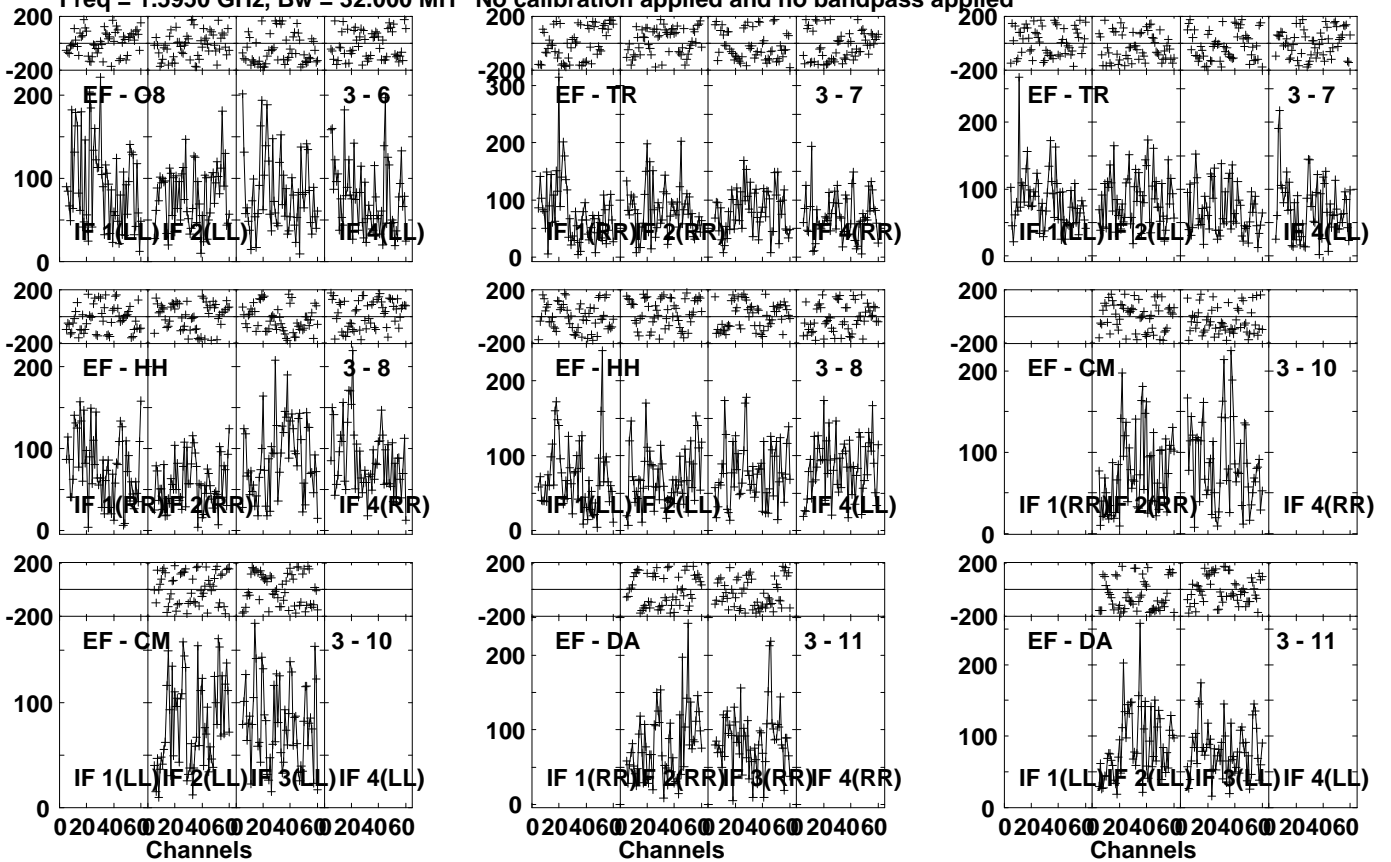 Freq = 1.5950 GHz, Bw = 32.000 MH No calibration applied and no bandpass applied
200 200 200
-200 -200 -200
EF - O8 3 - 6 EF - TR 3 - 7 EF - TR 3 - 7
200 300 200
100 200 100
0 100 0
0
IF 1(LL) IF 2(LL) IF 4(LL) IF 1(RR) IF 2(RR) IF 4(RR) IF 1(LL) IF 2(LL) IF 4(LL)
200 200 200
-200 -200 -200
EF - HH 3 - 8 EF - HH 3 - 8 EF - CM 3 - 10
200 200 200
100 100 100
IF 1(RR) IF 2(RR) IF 4(RR) IF 1(LL) IF 2(LL) IF 4(LL) IF 1(RR) IF 2(RR) IF 4(RR)
0 0 0
200 200 200
-200 -200 -200
EF - CM 3 - 10 EF - DA 3 - 11 EF - DA 3 - 11
200 200
100 100 100
IF 1(LL) IF 2(LL) IF 3(LL) IF 4(LL) IF 1(RR) IF 2(RR) IF 3(RR) IF 4(RR) IF 1(LL) IF 2(LL) IF 3(LL) IF 4(LL)
0 0 0
0 20 40 60 0 20 40 60 0 20 40 60 0 20 40 60 0 20 40 60 0 20 40 60 0 20 40 60 0 20 40 60 0 20 40 60 0 20 40 60 0 20 40 60 0 20 40 60
Channels Channels Channels